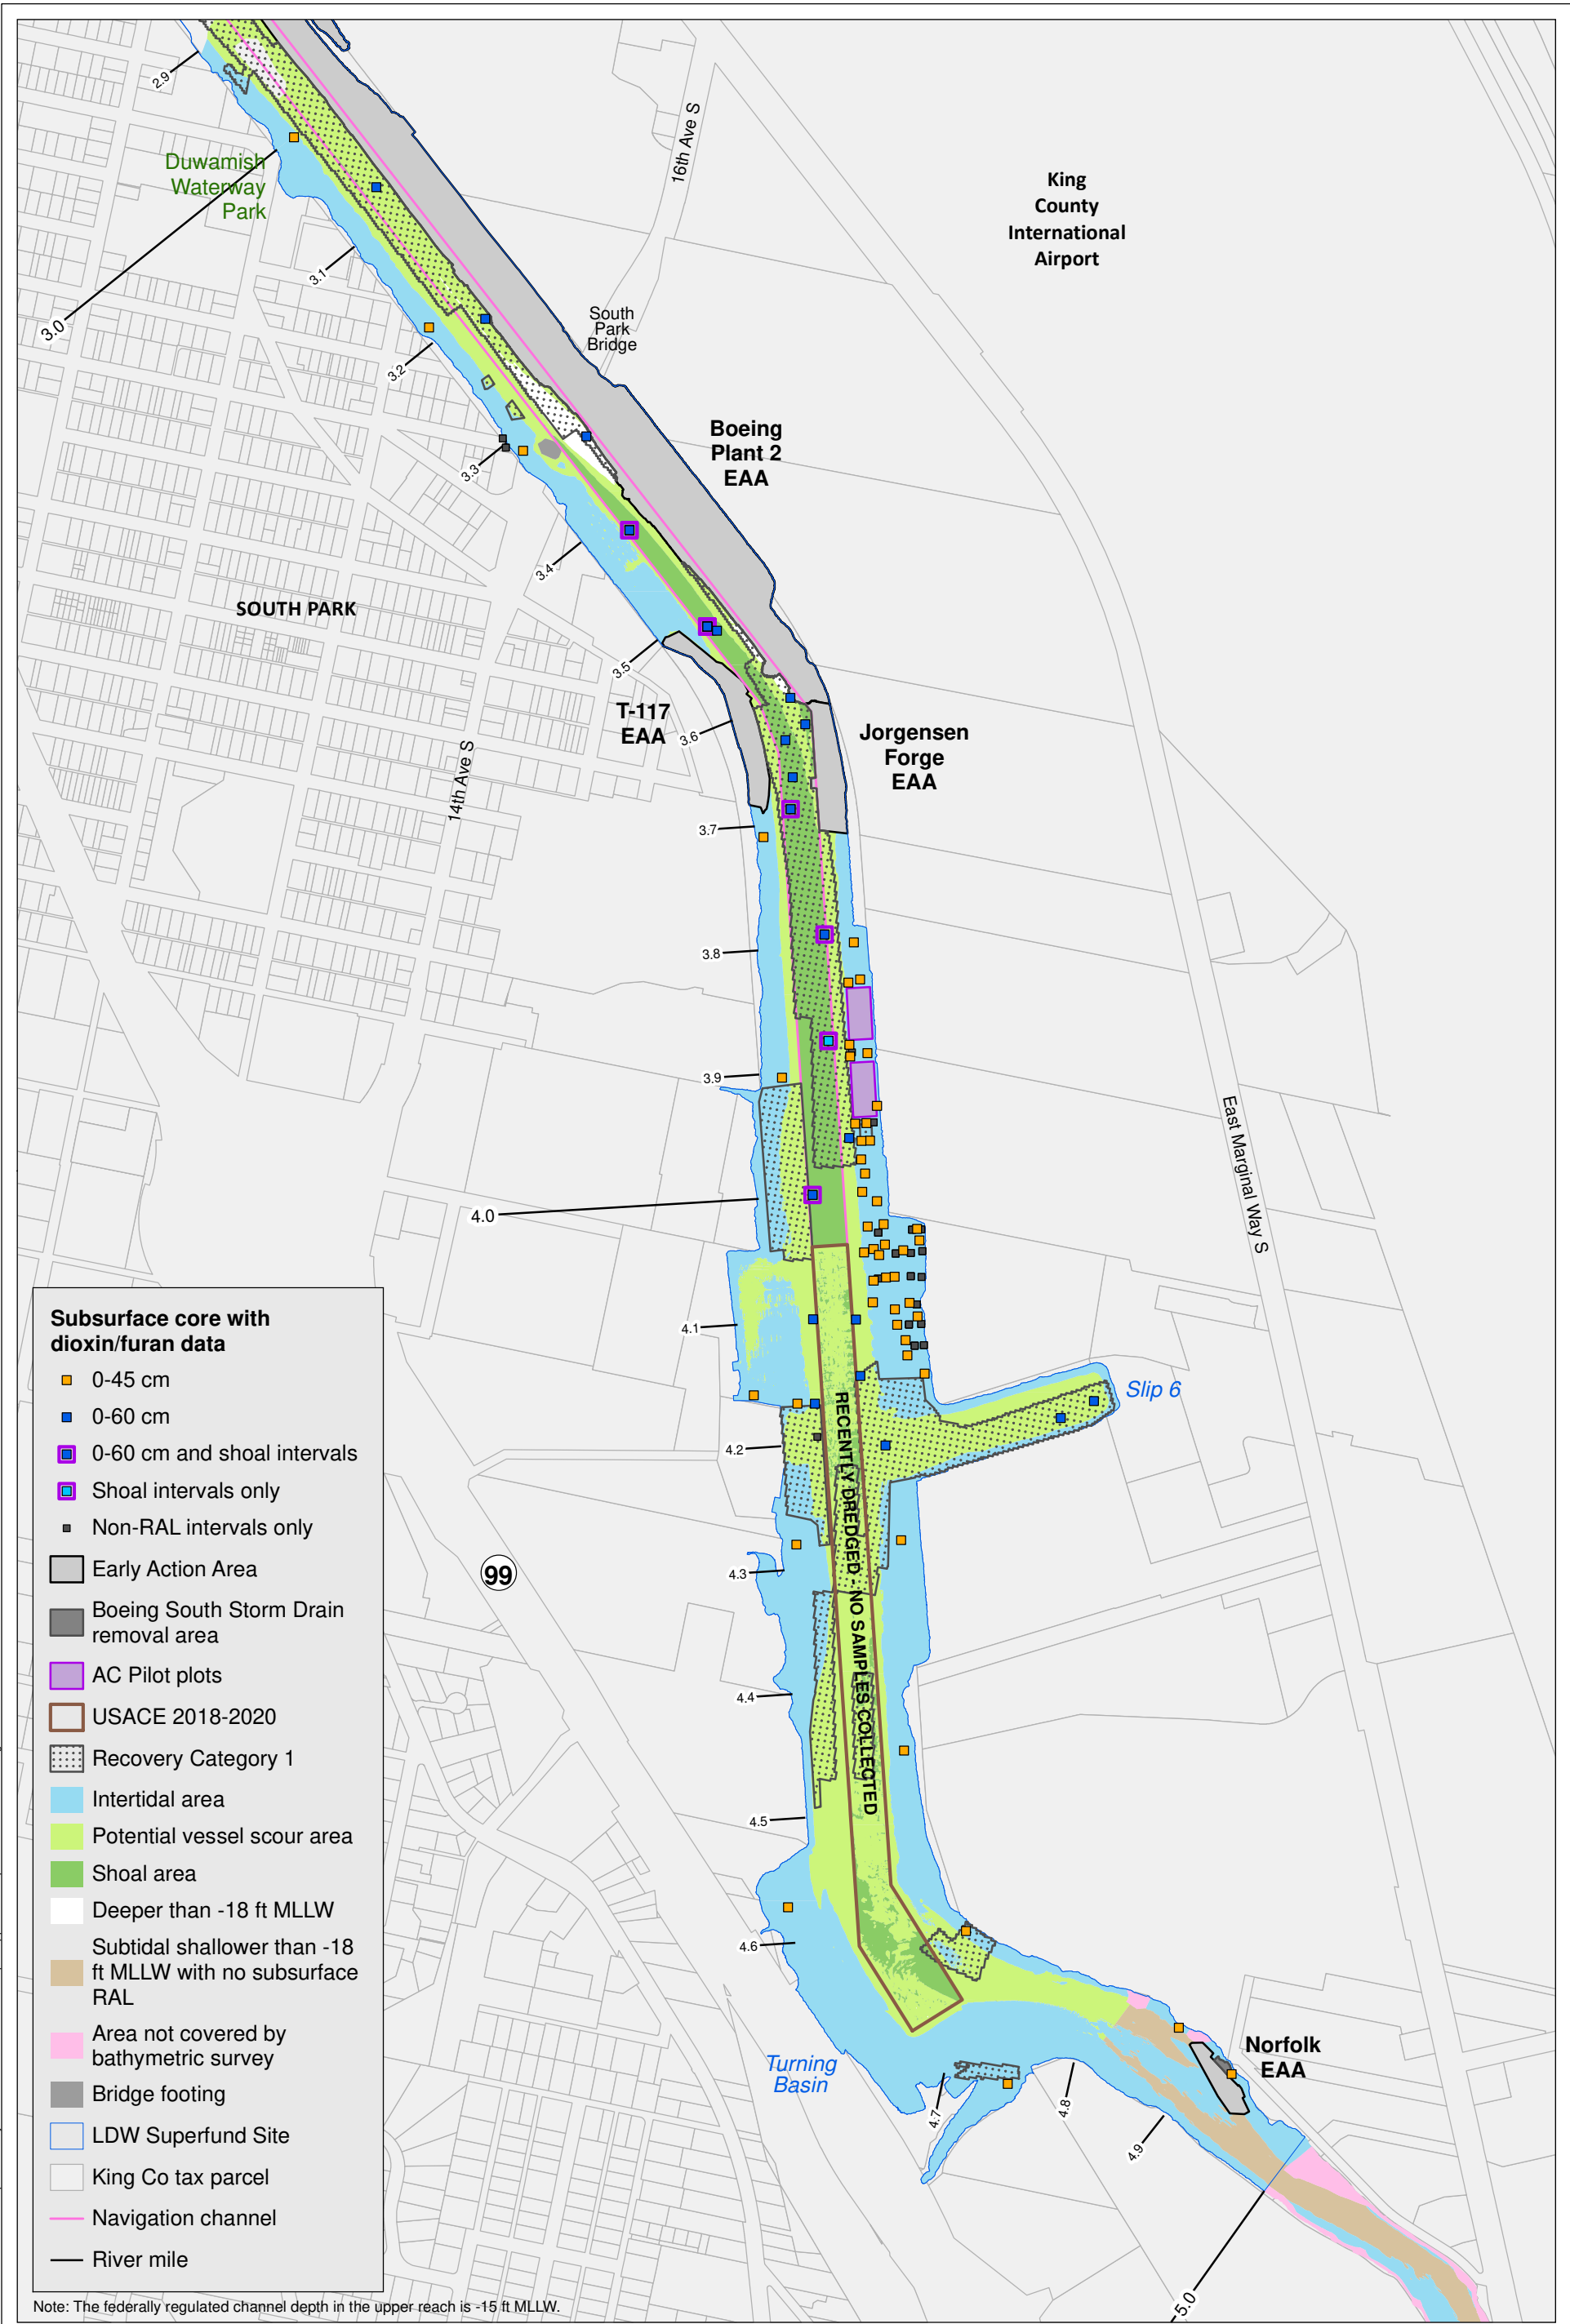 2.9
Duwamish
Waterway
Park
3.0
3.1
16th Ave S
King
County
International
Airport
South
Park
Bridge
3.2
3.3
Boeing
Plant 2
EAA
3.4
SOUTH PARK
3.5
T-117
EAA
3.6
Jorgensen
Forge
EAA
14th Ave S
3.7
3.8
3.9
4.0
East Marginal Way S
4.1
Slip 6
4.2
RECENTLY DREDGED - NO SAMPLES COLLECTED
99
4.3
4.4
4.5
4.6
Turning
Basin
4.7
4.8
4.9
Norfolk
EAA
5.0
Subsurface core with
dioxin/furan data
0-45 cm
0-60 cm
0-60 cm and shoal intervals
Shoal intervals only
Non-RAL intervals only
Early Action Area
Boeing South Storm Drain
removal area
AC Pilot plots
USACE 2018-2020
Recovery Category 1
Intertidal area
Potential vessel scour area
Shoal area
Deeper than -18 ft MLLW
Subtidal shallower than -18
ft MLLW with no subsurface
RAL
Area not covered by
bathymetric survey
Bridge footing
LDW Superfund Site
King Co tax parcel
Navigation channel
River mile
Note: The federally regulated channel depth in the upper reach is -15 ft MLLW.